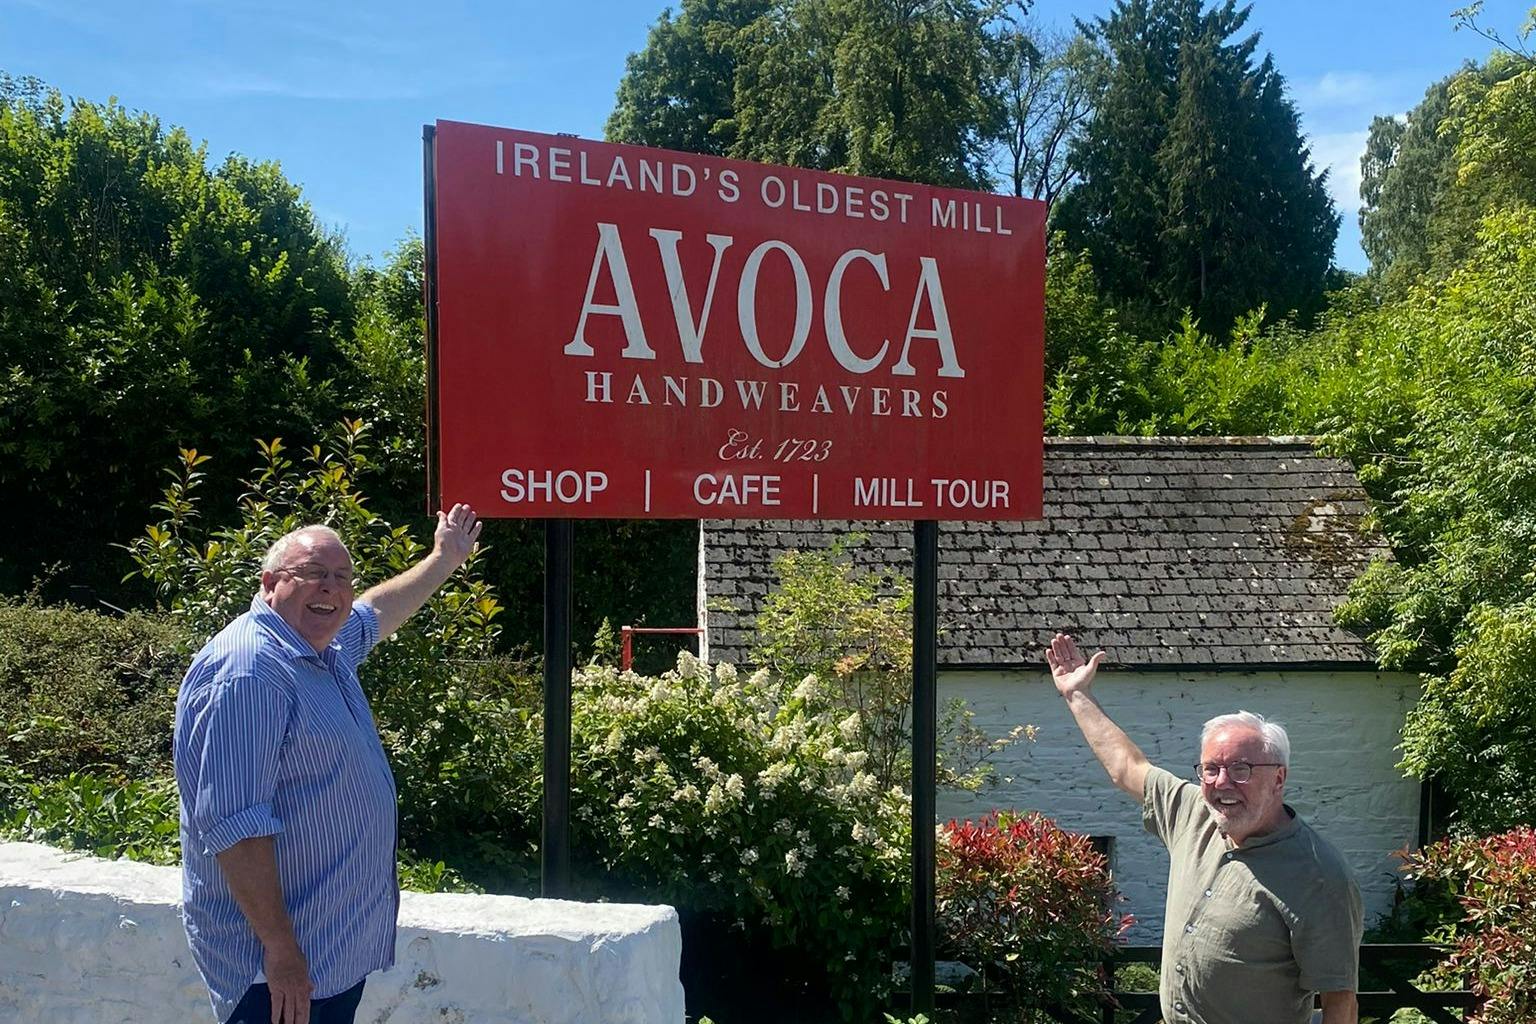 IRELAND'S OLDEST MILL
AVOCA
HANDWEAVERS
Est. 1723
SHOP | CAFE | MILL TOUR